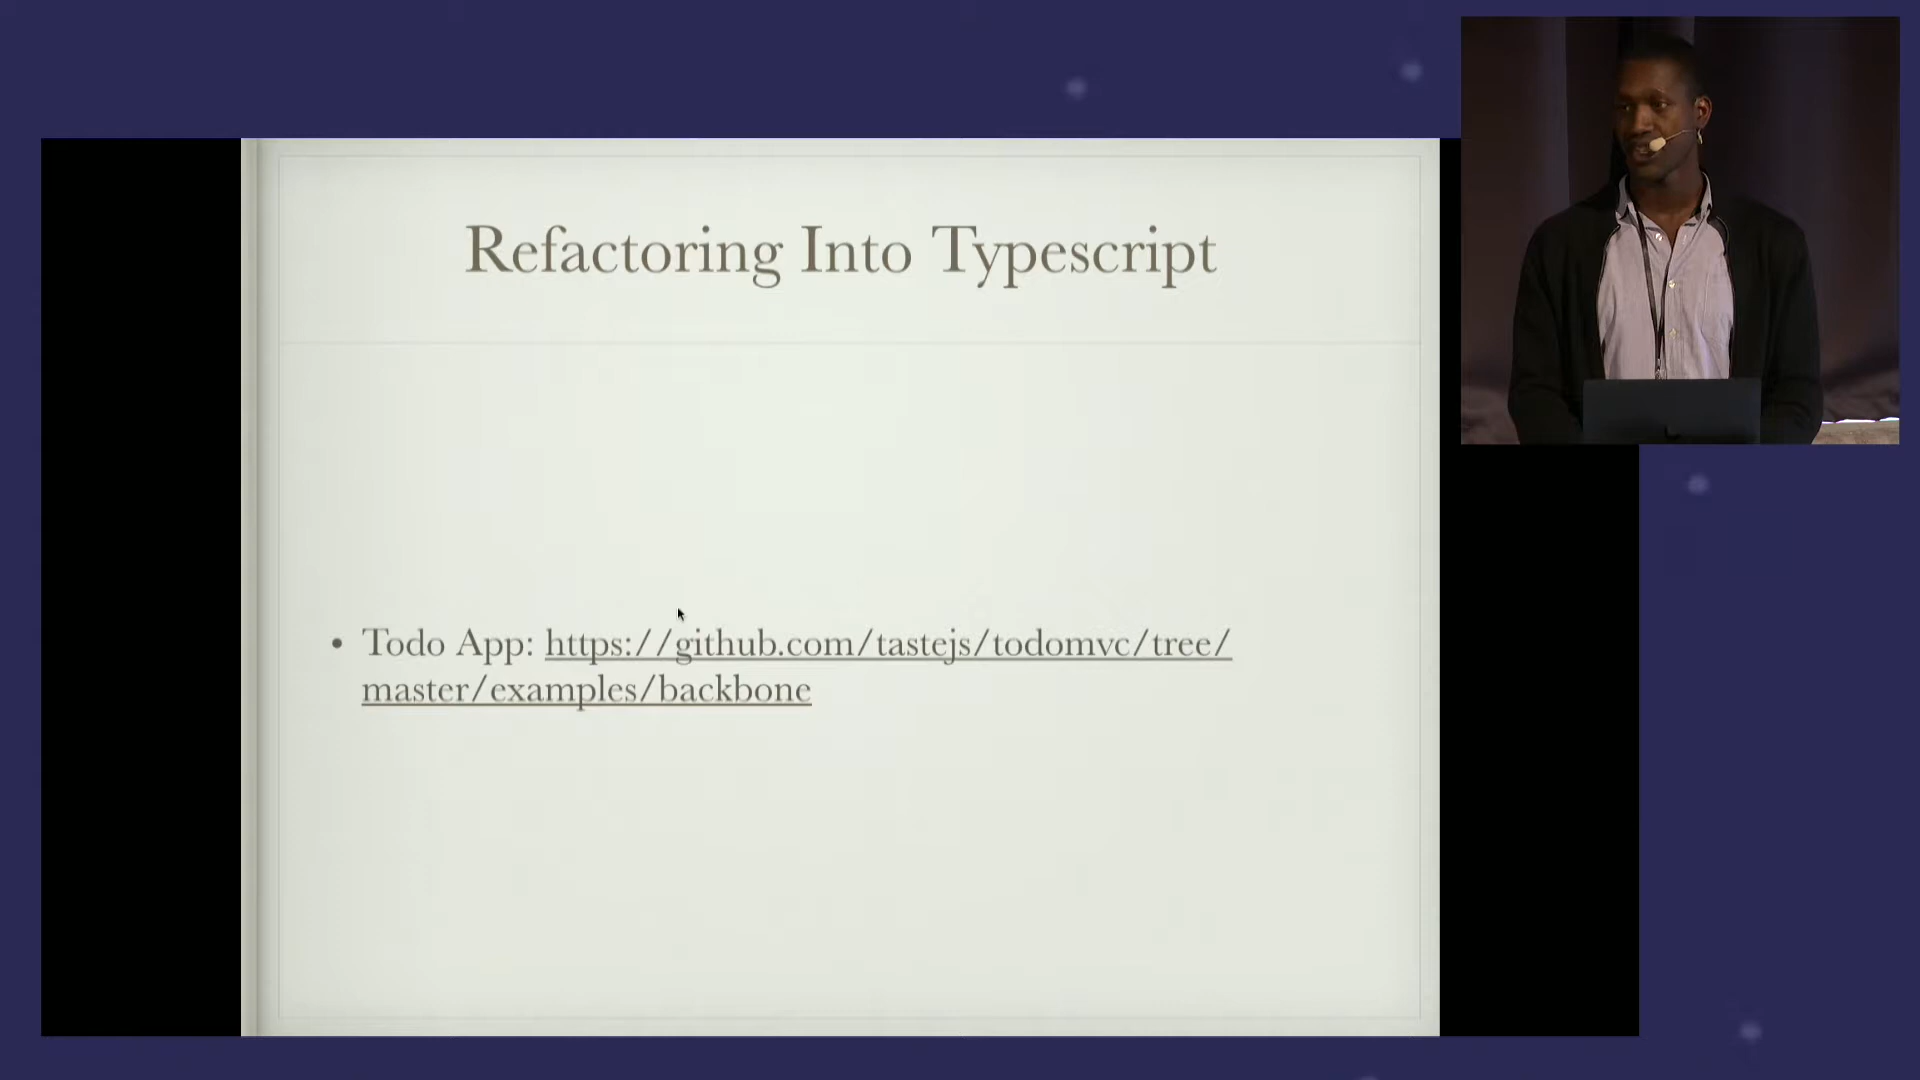 Refactoring Into Typescript
• Todo App: https://github.com/tastejs/todomvc/tree/
master/examples/backbone